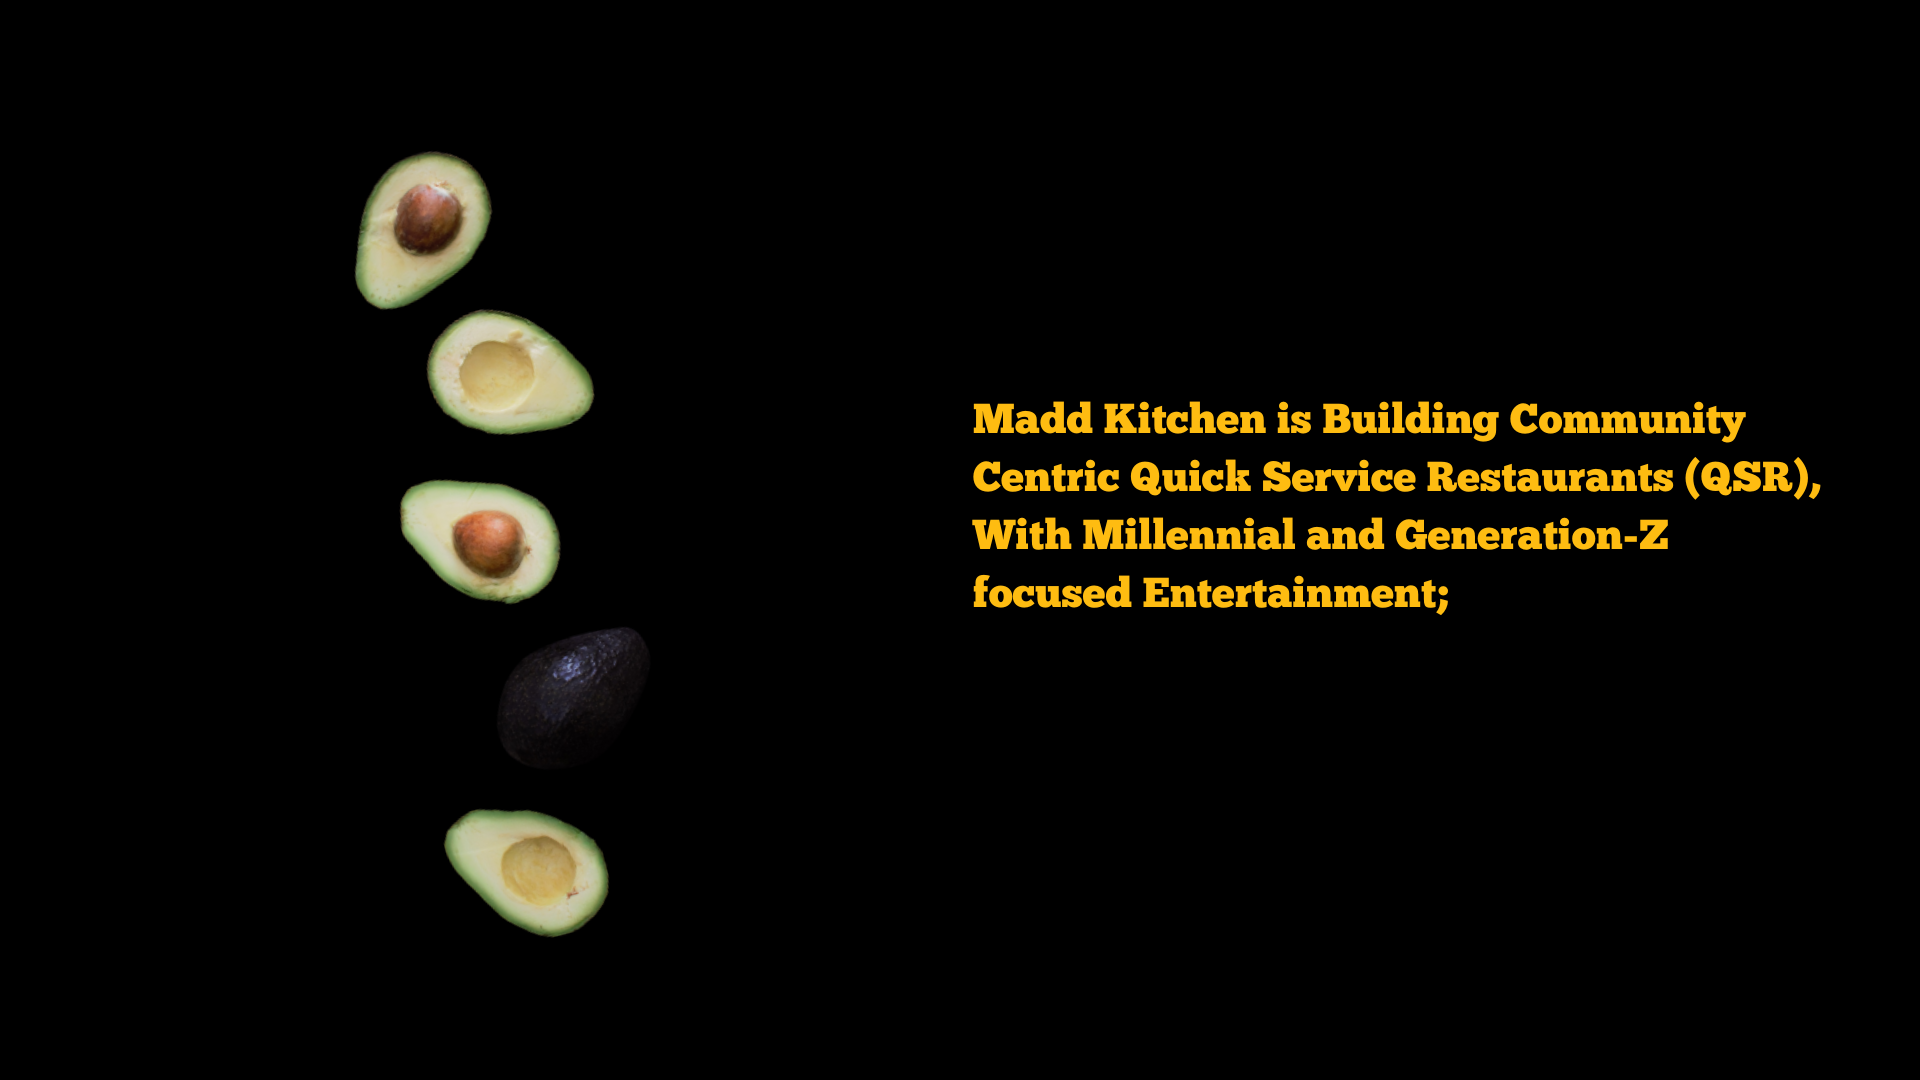 Madd Kitchen is Building Community
Centric Quick Service Restaurants (QSR),
With Millennial and Generation-Z
focused Entertainment;